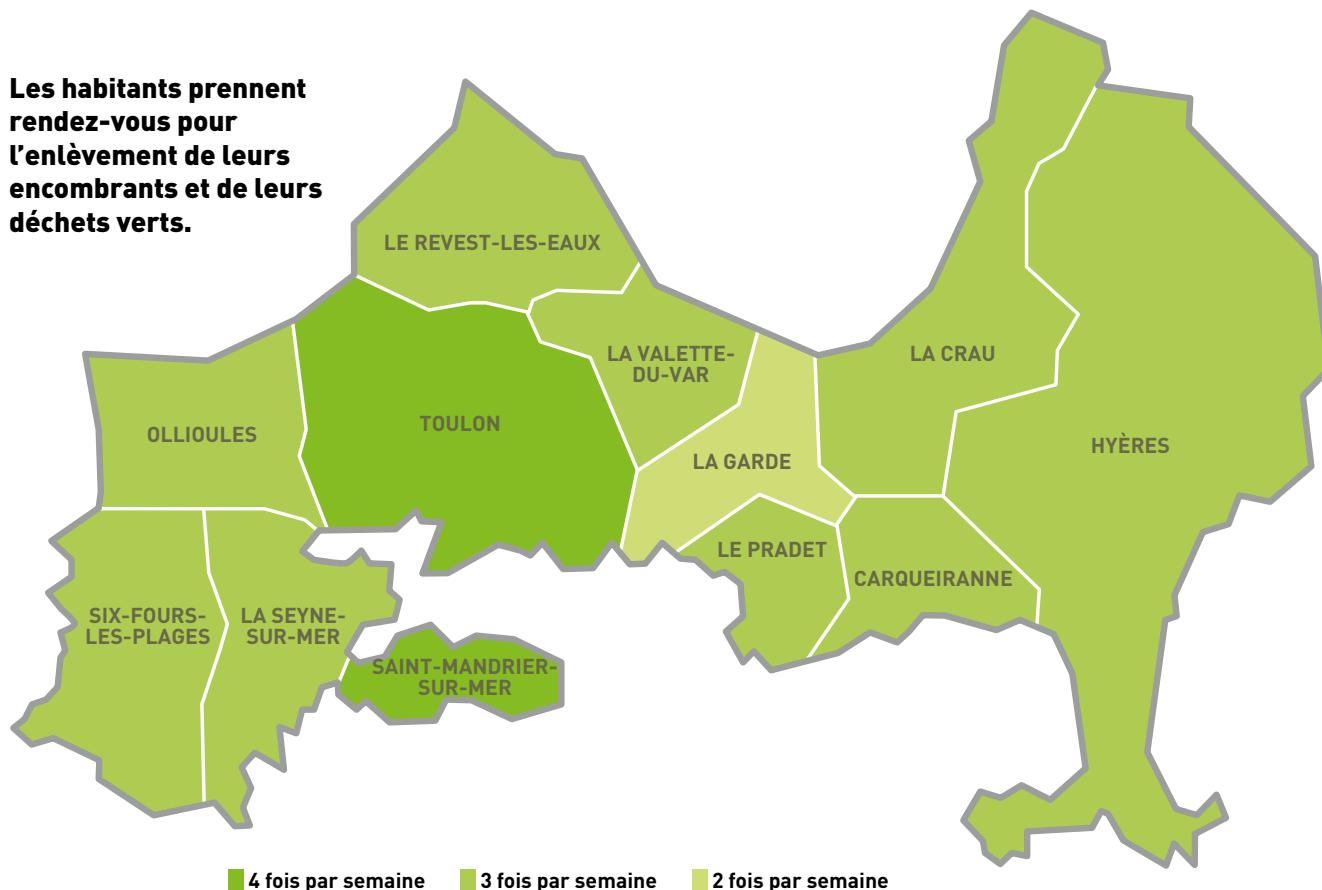 Les habitants prennent
rendez-vous pour
l'enlèvement de leurs
encombrants et de leurs
déchets verts.
LE REVEST-LES-EAUX
LA VALETTE-
DU-VAR
LA CRAU
OLLIOULES
TOULON
HYÈRES
LA GARDE
LE PRADET
CARQUEIRANNE
SIX-FOURS-
LES-PLAGES
LA SEYNE-
SUR-MER
SAINT-MANDRIER-
SUR-MER
4 fois par semaine
3 fois par semaine
2 fois par semaine